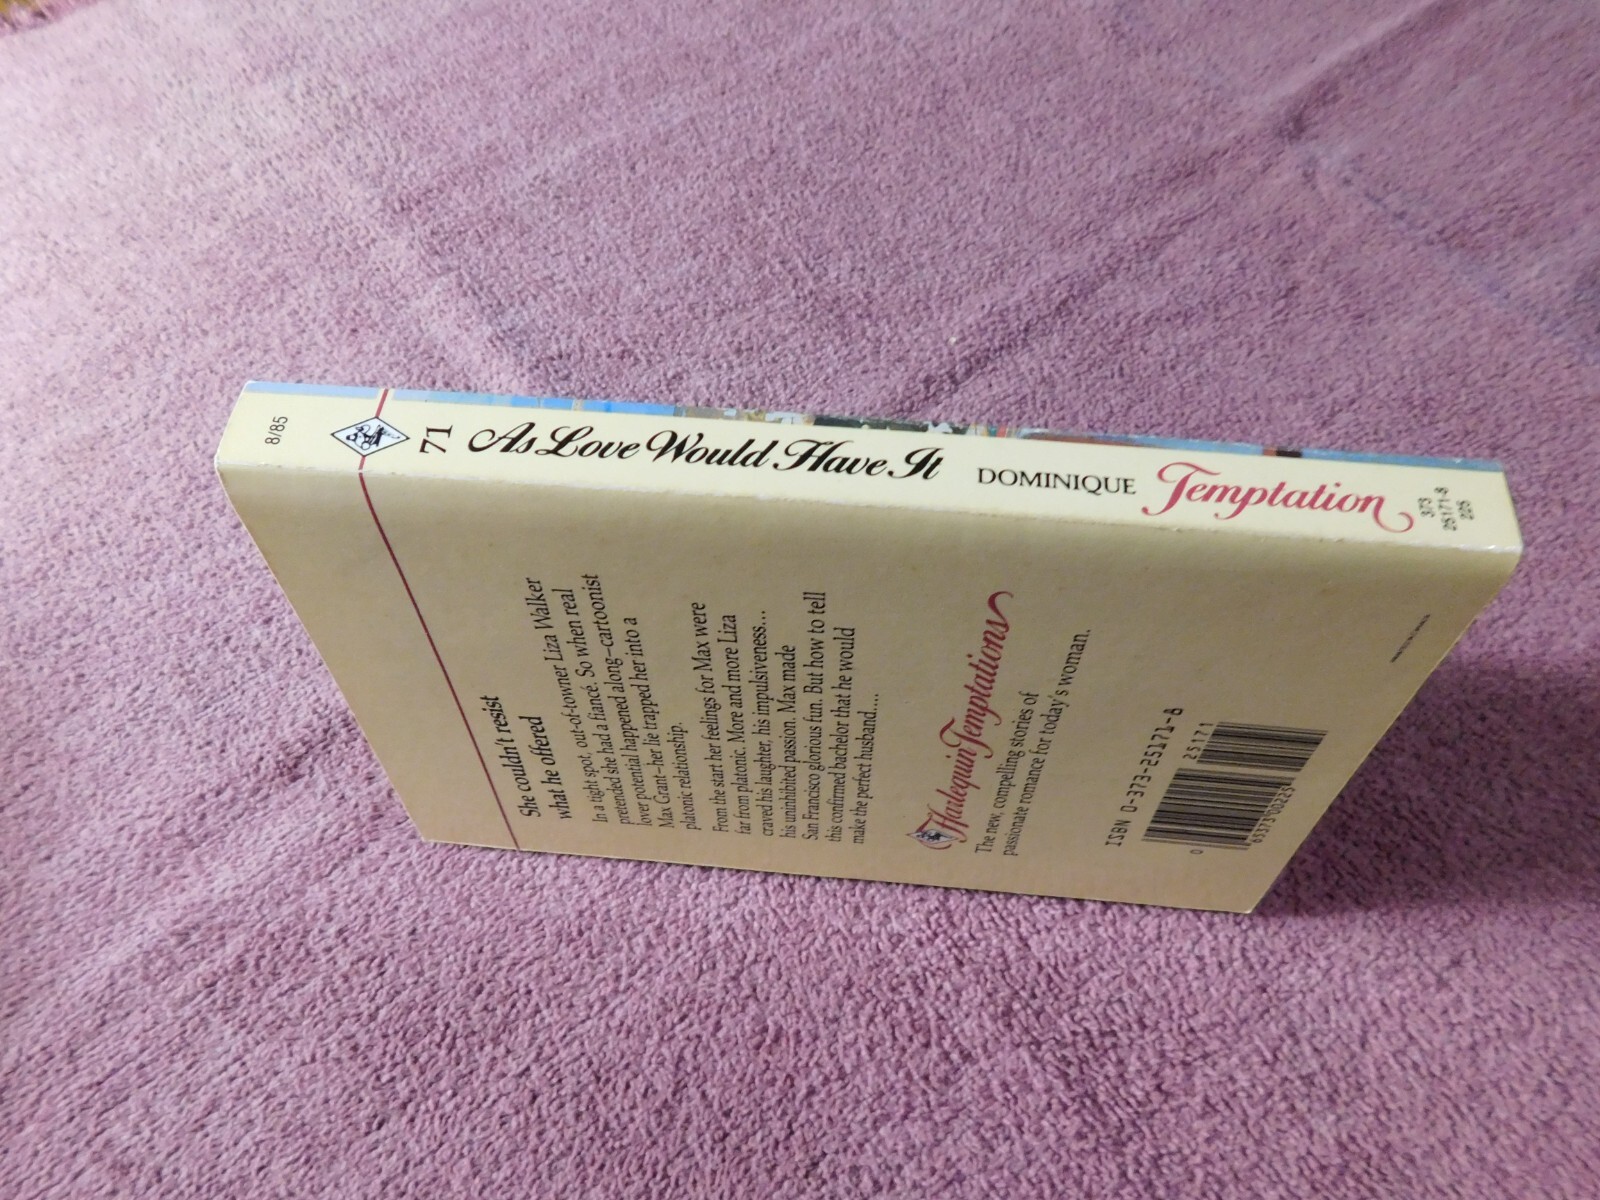 8/85
71
As Love Would Have It
DOMINIQUE
Temptation
373
25171-8
225
She couldn't resist
what he offered
In a tight spot, out-of-towner Liza Walker
pretended she had a fiancé. So when real
lover potential happened along–cartoonist
Max Grant–her lie trapped her into a
platonic relationship.
From the start her feelings for Max were
far from platonic. More and more Liza
craved his laughter, his impulsiveness...
his uninhibited passion. Max made
San Francisco glorious fun. But how to tell
this confirmed bachelor that he would
make the perfect husband....
Harlequin Temptations
The new, compelling stories of
passionate romance for today's woman.
ISBN 0-373-25171-8
25171
0
65373 00225